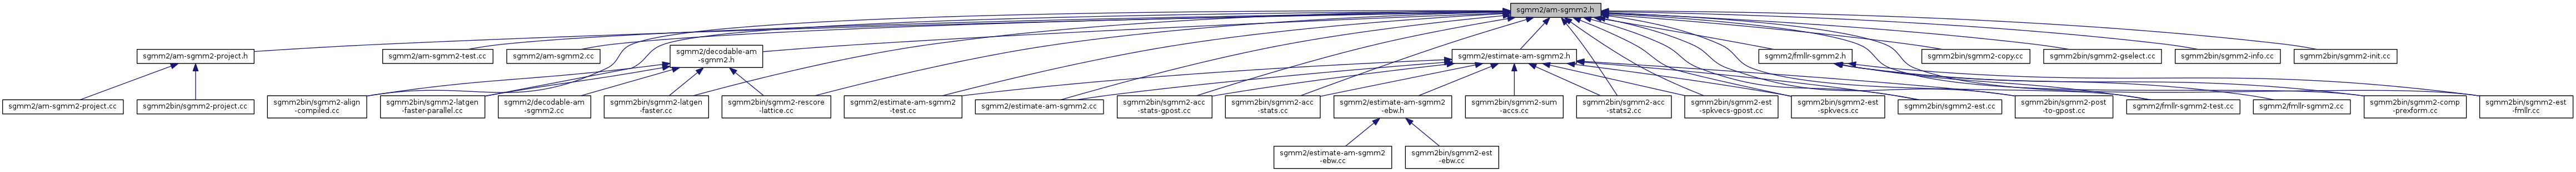 sgmm2/am-sgmm2.h
sgmm2/am-sgmm2-project.h
sgmm2/am-sgmm2-test.cc
sgmm2/am-sgmm2.cc
sgmm2/decodable-am
-sgmm2.h
sgmm2/estimate-am-sgmm2.h
sgmm2/fmllr-sgmm2.h
sgmm2bin/sgmm2-copy.cc
sgmm2bin/sgmm2-gselect.cc
sgmm2bin/sgmm2-info.cc
sgmm2bin/sgmm2-init.cc
sgmm2/am-sgmm2-project.cc
sgmm2bin/sgmm2-project.cc
sgmm2bin/sgmm2-align
-compiled.cc
sgmm2bin/sgmm2-latgen
-faster-parallel.cc
sgmm2/decodable-am
-sgmm2.cc
sgmm2bin/sgmm2-latgen
-faster.cc
sgmm2bin/sgmm2-rescore
-lattice.cc
sgmm2/estimate-am-sgmm2
-test.cc
sgmm2/estimate-am-sgmm2.cc
sgmm2bin/sgmm2-acc
-stats-gpost.cc
sgmm2bin/sgmm2-acc
-stats.cc
sgmm2/estimate-am-sgmm2
-ebw.h
sgmm2bin/sgmm2-sum
-accs.cc
sgmm2bin/sgmm2-acc
-stats2.cc
sgmm2bin/sgmm2-est
-spkvecs-gpost.cc
sgmm2bin/sgmm2-est
-spkvecs.cc
sgmm2bin/sgmm2-est.cc
sgmm2bin/sgmm2-post
-to-gpost.cc
sgmm2/fmllr-sgmm2-test.cc
sgmm2/fmllr-sgmm2.cc
sgmm2bin/sgmm2-comp
-prexform.cc
sgmm2bin/sgmm2-est
-fmllr.cc
sgmm2/estimate-am-sgmm2
-ebw.cc
sgmm2bin/sgmm2-est
-ebw.cc